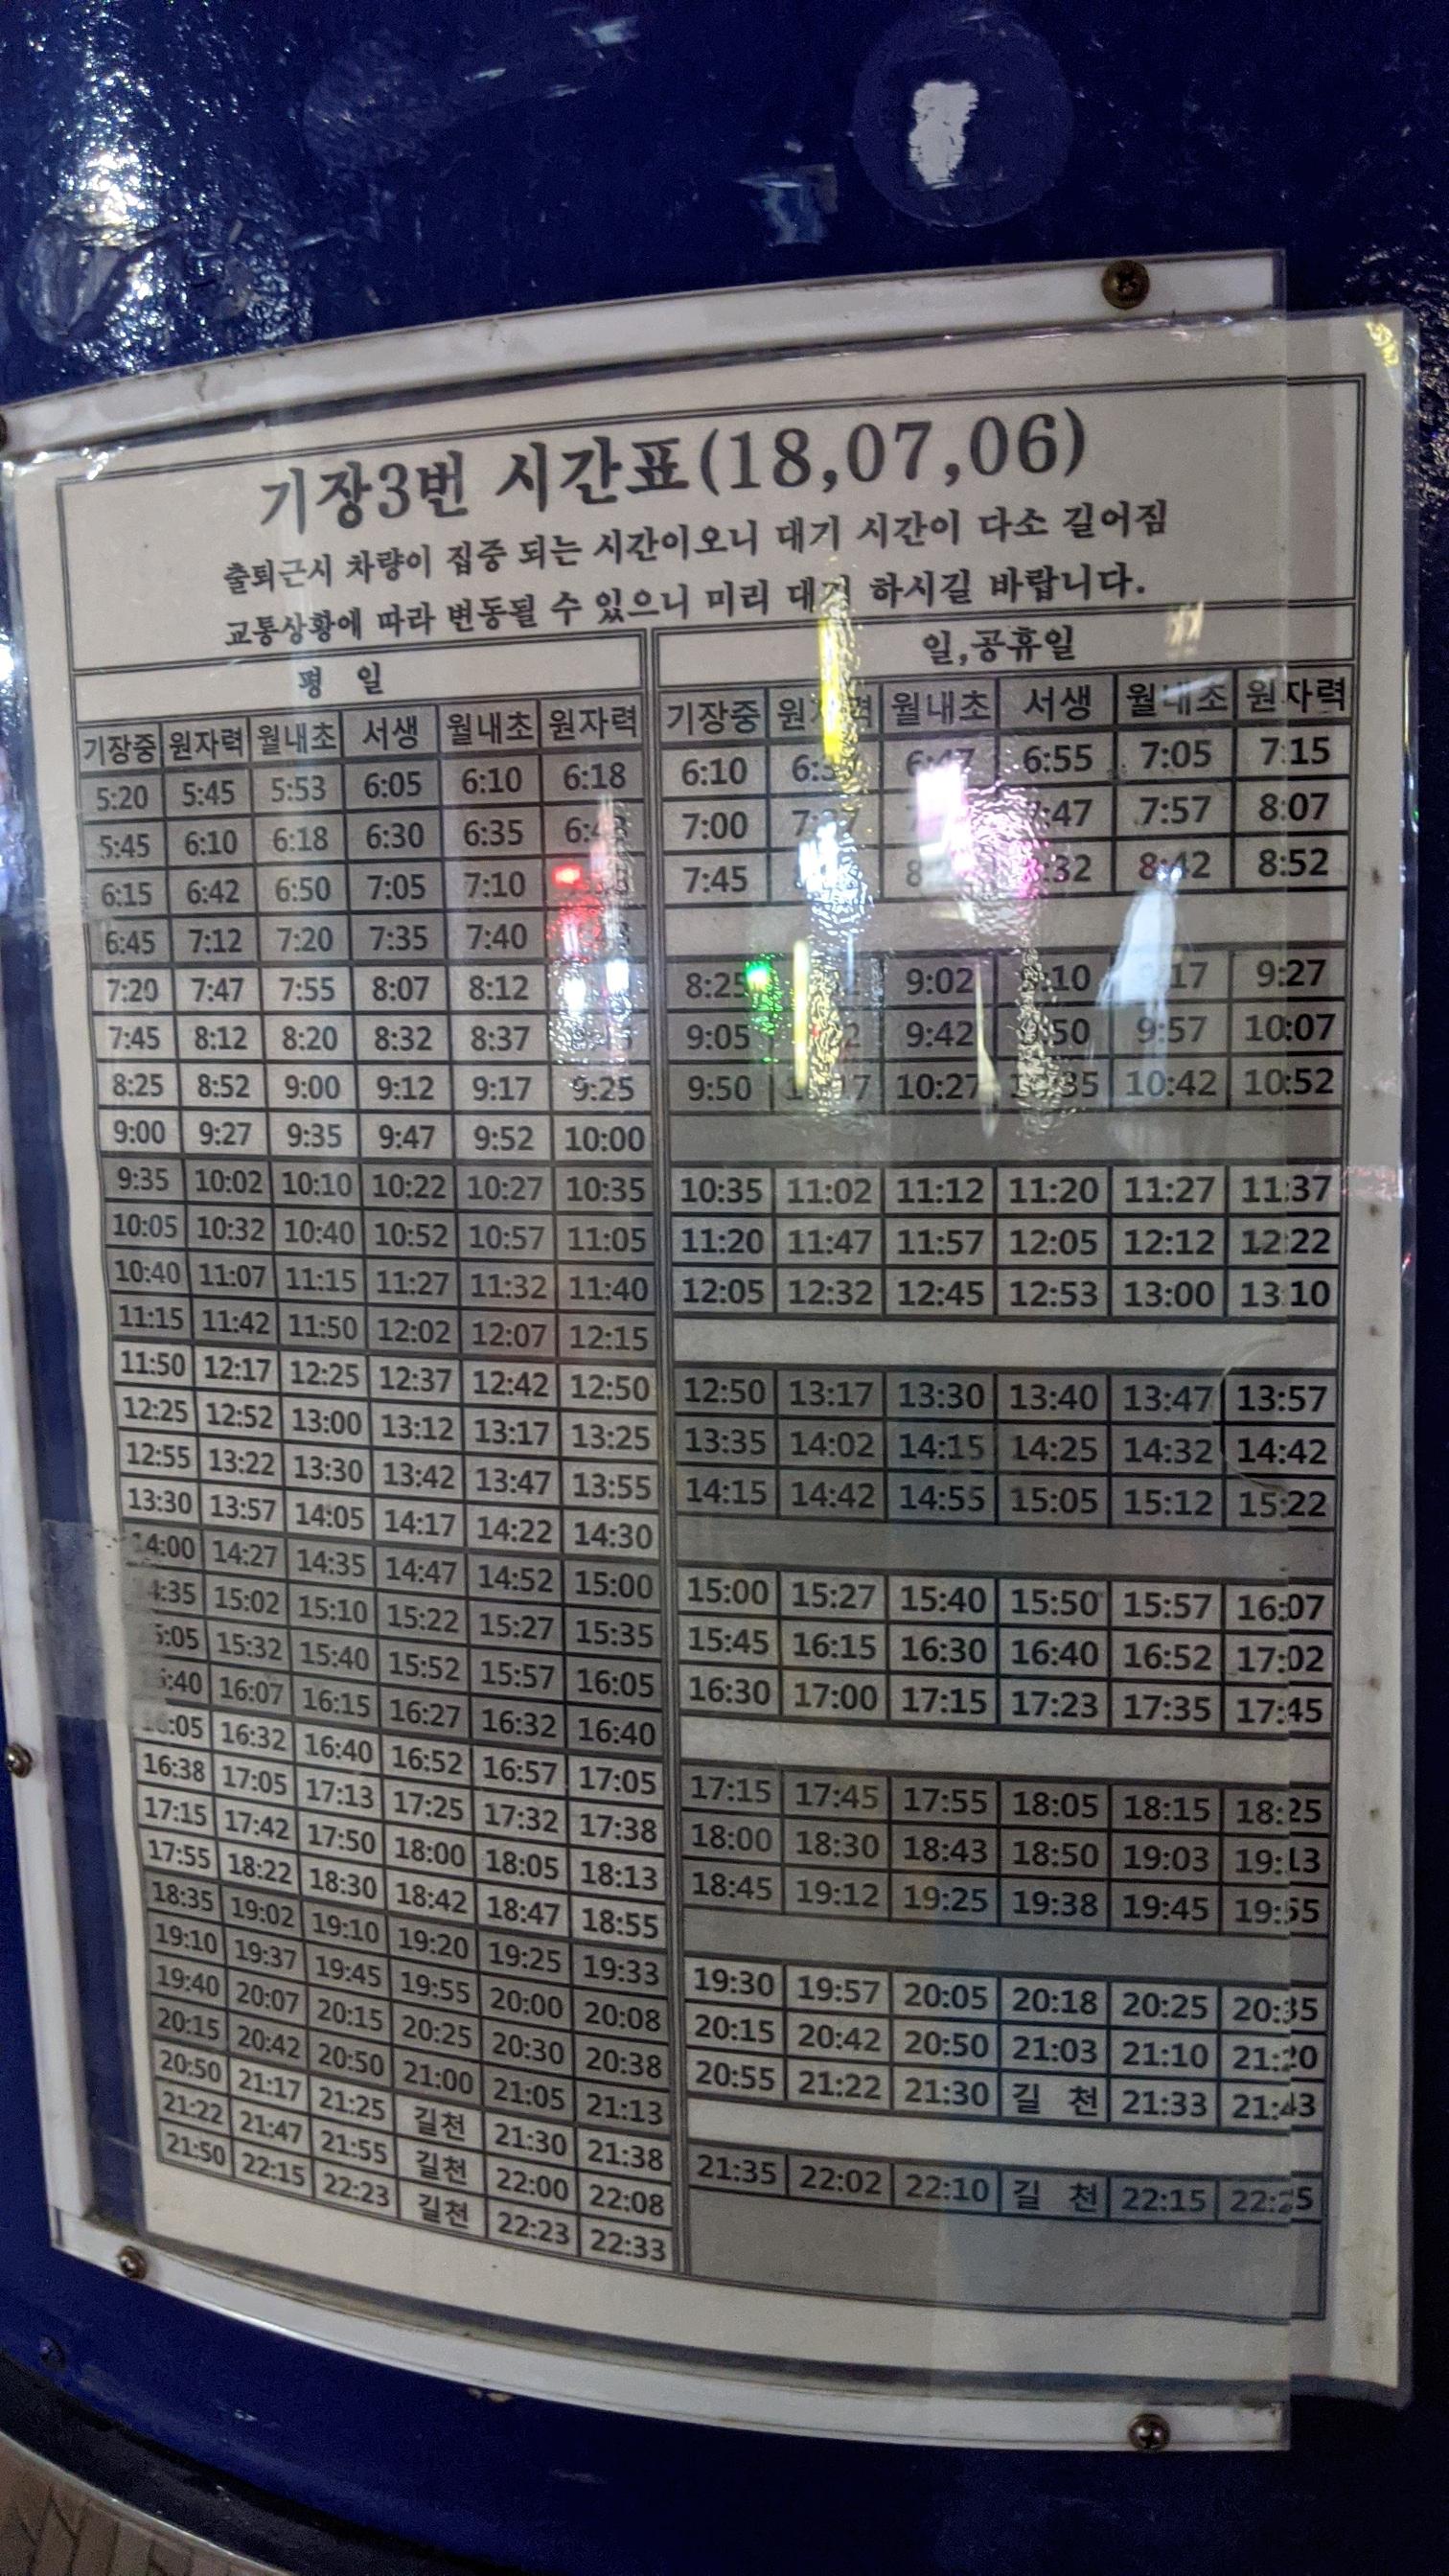 기장3번 시간표(18,07,06)
출퇴근시 차량이 집중 되는 시간이오니 대기 시간이 다소 길어짐
교통상황에 따라 변동될 수 있으니 미리 대기 하시길 바랍니다.
평 일
기장중 원자력 월내초 서생 월내초 원자력
5:20 5:45 5:53 6:05 6:10 6:18
5:45 6:10 6:18 6:30 6:35
6:15 6:42 6:50 7:05 7:10
6:45 7:12 7:20 7:35 7:40
7:20 7:47 7:55 8:07 8:12
7:45 8:12 8:20 8:32 8:37
8:25 8:52 9:00 9:12 9:17 9:25
9:00 9:27 9:35 9:47 9:52 10:00
9:35 10:02 10:10 10:22 10:27 10:35
10:05 10:32 10:40 10:52 10:57 11:05
10:40 11:07 11:15 11:27 11:32 11:40
11:15 11:42 11:50 12:02 12:07 12:15
11:50 12:17 12:25 12:37 12:42 12:50
12:25 12:52 13:00 13:12 13:17 13:25
12:55 13:22 13:30 13:42 13:47 13:55
13:30 13:57 14:05 14:17 14:22 14:30
14:00 14:27 14:35 14:47 14:52 15:00
15:02 15:10 15:22 15:27 15:35
15:32 15:40 15:52 15:57 16:05
16:07 16:15 16:27 16:32 16:40
16:32 16:40 16:52 16:57 17:05
16:38 17:05 17:13 17:25 17:32 17:38
17:15 17:42 17:50 18:00 18:05 18:13
17:55 18:22 18:30 18:42 18:47 18:55
18:35 19:02 19:10 19:20 19:25 19:33
19:10 19:37 19:45 19:55 20:00 20:08
19:40 20:07 20:15 20:25 20:30 20:38
20:15 20:42 20:50 21:00 21:05 21:13
20:50 21:17 21:25 길천 21:30 21:38
21:22 21:47 21:55 길천 22:00 22:08
21:50 22:15 22:23 길천 22:23 22:33
일,공휴일
기장중 원자력 월내초 서생 월내초 원자력
6:10 6:55 7:05 7:15
7:00 7:57 8:07
7:45 8:42 8:52
8:25 9:02 9:27
9:05 9:42 9:57 10:07
9:50 10:27 10:42 10:52
10:35 11:02 11:12 11:20 11:27 11:37
11:20 11:47 11:57 12:05 12:12 12:22
12:05 12:32 12:45 12:53 13:00 13:10
12:50 13:17 13:30 13:40 13:47 13:57
13:35 14:02 14:15 14:25 14:32 14:42
14:15 14:42 14:55 15:05 15:12 15:22
15:00 15:27 15:40 15:50 15:57 16:07
15:45 16:15 16:30 16:40 16:52 17:02
16:30 17:00 17:15 17:23 17:35 17:45
17:15 17:45 17:55 18:05 18:15 18:25
18:00 18:30 18:43 18:50 19:03 19:13
18:45 19:12 19:25 19:38 19:45 19:55
19:30 19:57 20:05 20:18 20:25 20:35
20:15 20:42 20:50 21:03 21:10 21:20
20:55 21:22 21:30 길 천 21:33 21:43
21:35 22:02 22:10 길 천 22:15 22:25